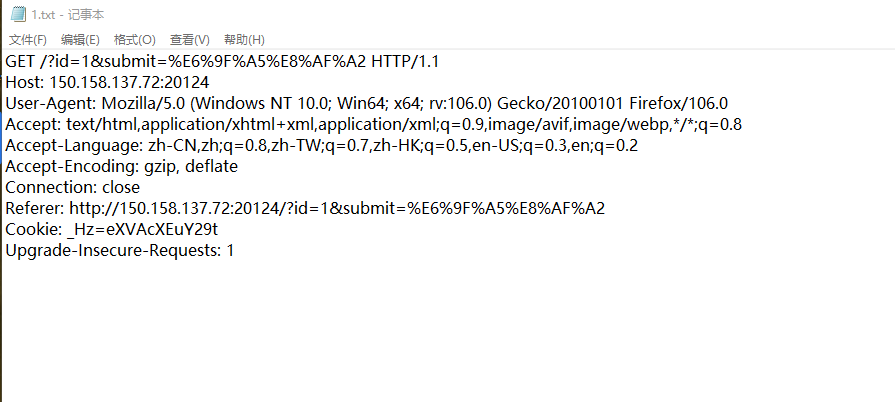 1.txt - 记事本
文件(F) 编辑(E) 格式(O) 查看(V) 帮助(H)
GET /?id=1&submit=%E6%9F%A5%E8%AF%A2 HTTP/1.1
Host: 150.158.137.72:20124
User-Agent: Mozilla/5.0 (Windows NT 10.0; Win64; x64; rv:106.0) Gecko/20100101 Firefox/106.0
Accept: text/html,application/xhtml+xml,application/xml;q=0.9,image/avif,image/webp,*/*;q=0.8
Accept-Language: zh-CN,zh;q=0.8,zh-TW;q=0.7,zh-HK;q=0.5,en-US;q=0.3,en;q=0.2
Accept-Encoding: gzip, deflate
Connection: close
Referer: http://150.158.137.72:20124/?id=1&submit=%E6%9F%A5%E8%AF%A2
Cookie: _Hz=eXVAcXEuY29t
Upgrade-Insecure-Requests: 1